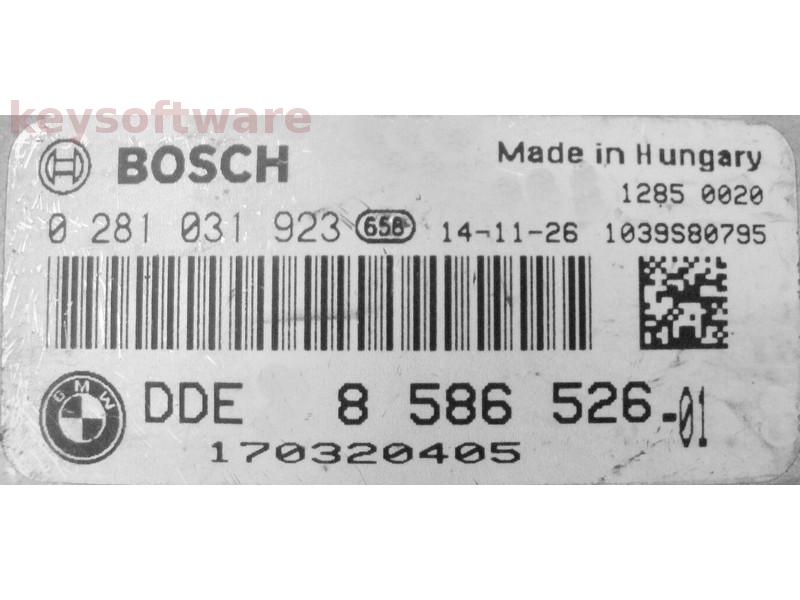 keysoftware
BOSCH
Made in Hungary
1285 0020
0 281 031 923 658 14-11-26 1039S80795
BMW
DDE 8 586 526-01
170320405